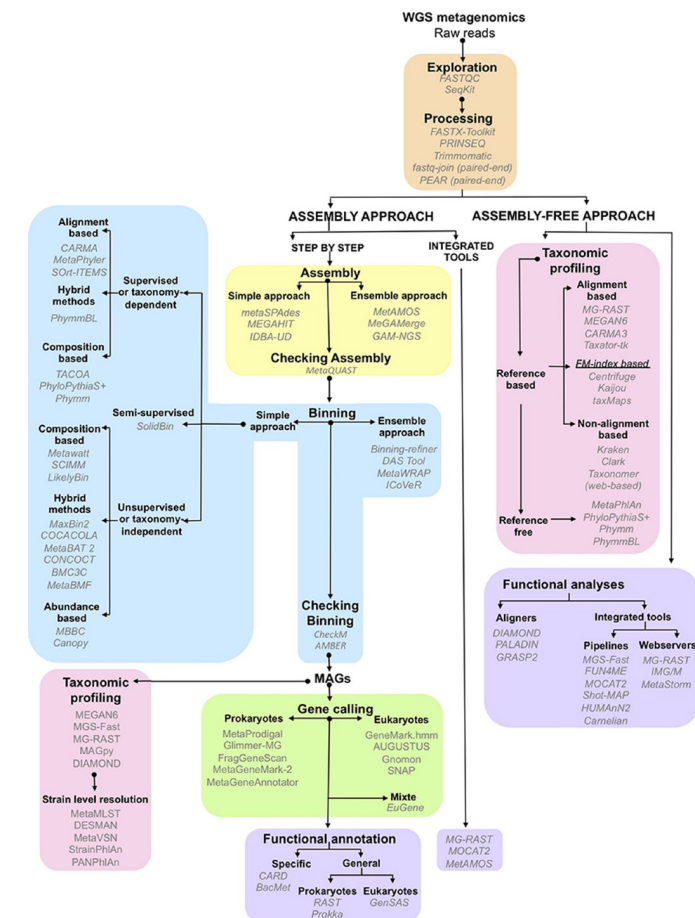 WGS metagenomics
Raw reads
Exploration
FASTQC
SeqKit
Processing
FASTX-Toolkit
PRINSEQ
Trimmomatic
fastq-join (paired-end)
PEAR (paired-end)
ASSEMBLY APPROACH
ASSEMBLY-FREE APPROACH
STEP BY STEP
INTEGRATED
TOOLS
Assembly
Simple approach
metaSPAdes
MEGAHIT
IDBA-UD
Ensemble approach
MetAMOS
MeGAMerge
GAM-NGS
Checking Assembly
MetaQUAST
Binning
Simple
approach
Ensemble
approach
Binning-refiner
DAS Tool
MetaWRAP
ICoVeR
Alignment
based
CARMA
MetaPhyler
SOrt-ITEMS
Hybrid
methods
PhymmBL
Supervised
or taxonomy-
dependent
Composition
based
TACOA
PhyloPythiaS+
Phymm
Semi-supervised
SolidBin
Composition
based
Metawatt
SCIMM
LikelyBin
Hybrid
methods
MaxBin2
COCACOLA
MetaBAT 2
CONCOCT
BMC3C
MetaBMF
Unsupervised
or taxonomy-
independent
Abundance
based
MBBC
Canopy
Checking
Binning
CheckM
AMBER
MAGs
Taxonomic
profiling
MEGAN6
MGS-Fast
MG-RAST
MAGpy
DIAMOND
Strain level resolution
MetaMLST
DESMAN
MetaVSN
StrainPhlAn
PANPhlAn
Gene calling
Prokaryotes
MetaProdigal
Glimmer-MG
FragGeneScan
MetaGeneMark-2
MetaGeneAnnotator
Eukaryotes
GeneMark.hmm
AUGUSTUS
Gnomon
SNAP
Mixte
EuGene
Functional annotation
Specific
CARD
BacMet
General
Prokaryotes
RAST
Prokka
Eukaryotes
GenSAS
MG-RAST
MOCAT2
MetAMOS
Taxonomic
profiling
Reference
based
Alignment
based
MG-RAST
MEGAN6
CARMA3
Taxator-tk
FM-index based
Centrifuge
Kaijou
taxMaps
Non-alignment
based
Kraken
Clark
Taxonomer
(web-based)
Reference
free
MetaPhlAn
PhyloPythiaS+
Phymm
PhymmBL
Functional analyses
Aligners
DIAMOND
PALADIN
GRASP2
Integrated tools
Pipelines
MGS-Fast
FUN4ME
MOCAT2
Shot-MAP
HUMAnN2
Carnelian
Webservers
MG-RAST
IMG/M
MetaStorm